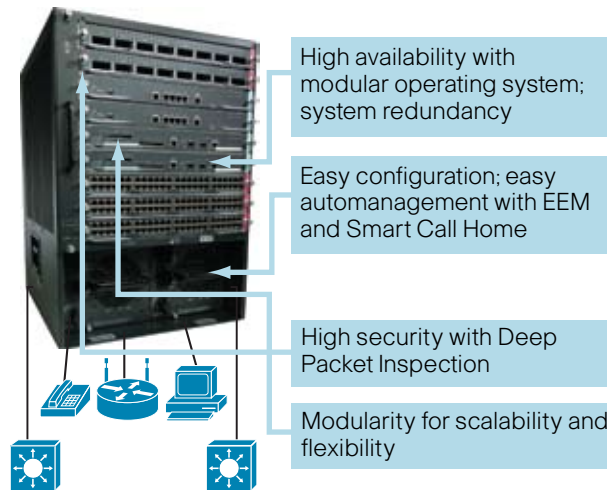 High availability with
modular operating system;
system redundancy
Easy configuration; easy
automanagement with EEM
and Smart Call Home
High security with Deep
Packet Inspection
Modularity for scalability and
flexibility